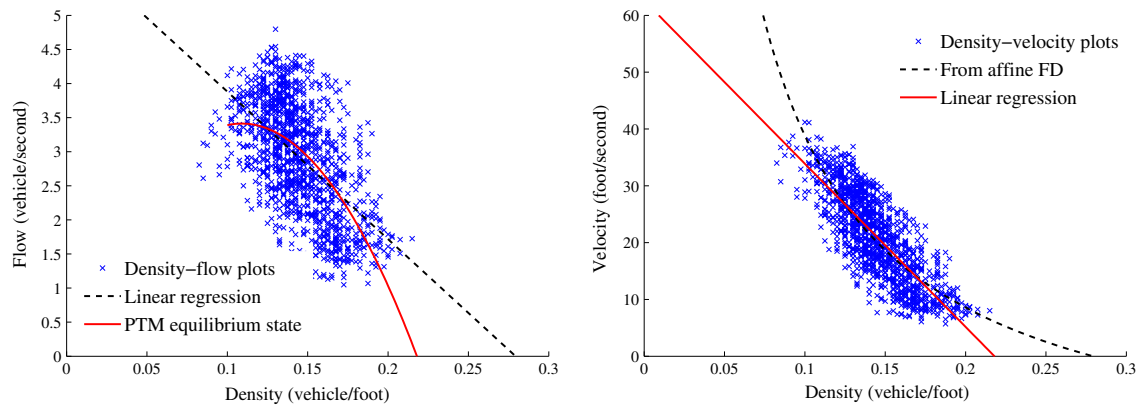 5
4.5
4
3.5
3
2.5
2
1.5
1
0.5
0
Flow (vehicle/second)
Density−flow plots
Linear regression
PTM equilibrium state
0 0.05 0.1 0.15 0.2 0.25 0.3
Density (vehicle/foot)
60
50
40
30
20
10
0
Velocity (foot/second)
Density−velocity plots
From affine FD
Linear regression
0 0.05 0.1 0.15 0.2 0.25 0.3
Density (vehicle/foot)